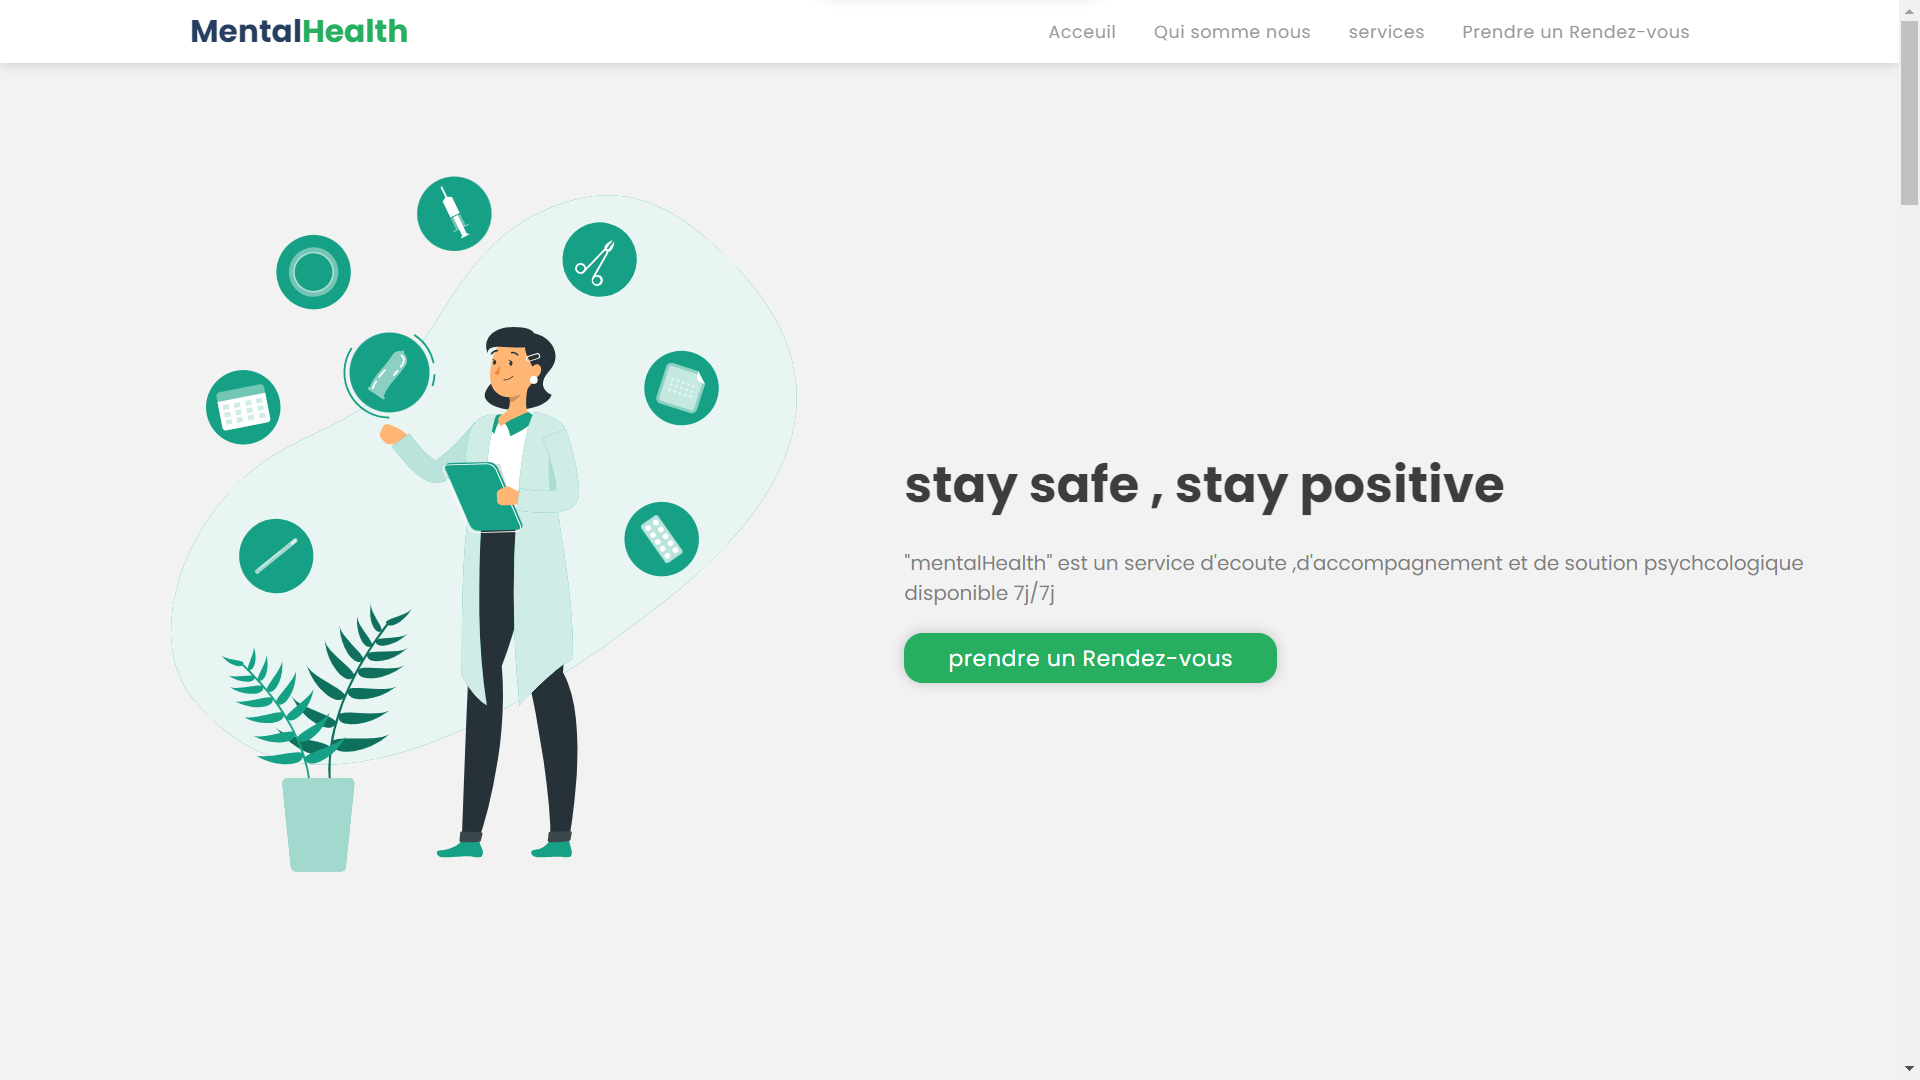 MentalHealth
Acceuil
Qui somme nous
services
Prendre un Rendez-vous
stay safe , stay positive
"mentalHealth" est un service d'ecoute ,d'accompagnement et de soution psychcologique
disponible 7j/7j
prendre un Rendez-vous